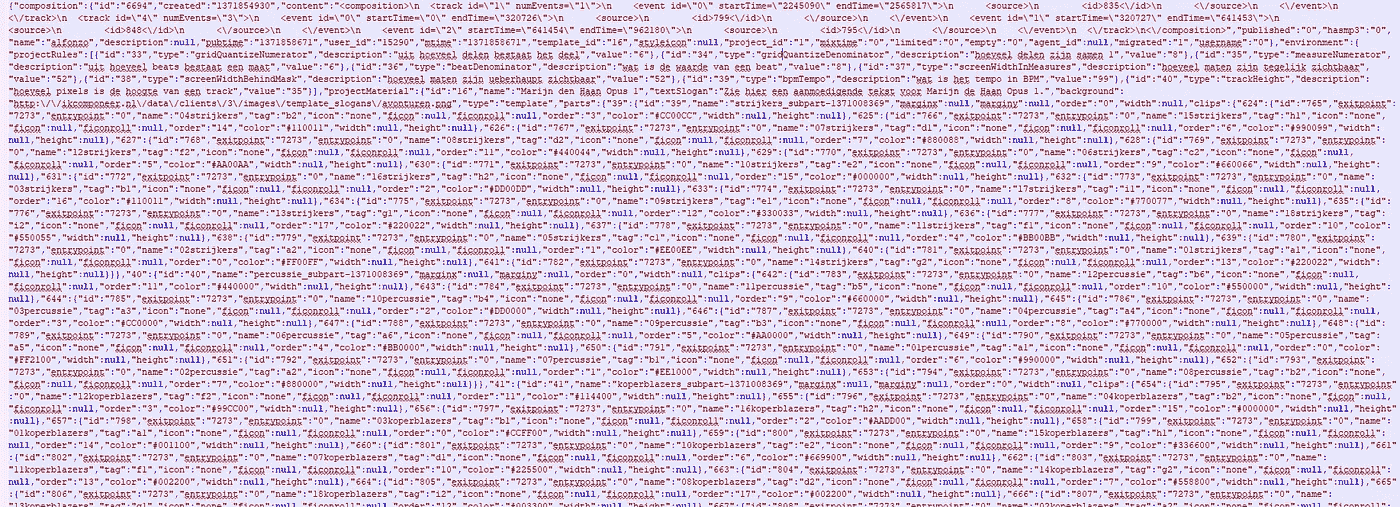 {"composition":{"id":"6694","created":"1371854930","content":"<composition>\n  <track id=\"1\" numEvents=\"1\">\n    <event id=\"0\" startTime=\"2245090\" endTime=\"2565817\">\n      <source>\n        <id>835<\/id>\n      <\/source>\n    <\/event>
\n  <\/track>\n  <track id=\"4\" numEvents=\"3\">\n    <event id=\"0\" startTime=\"0\" endTime=\"320726\">\n      <source>\n        <id>799<\/id>\n      <\/source>\n    <\/event>\n    <event id=\"1\" startTime=\"320727\" endTime=\"641453\">\n
<source>\n        <id>848<\/id>\n      <\/source>\n    <\/event>\n    <event id=\"2\" startTime=\"641454\" endTime=\"962180\">\n      <source>\n        <id>795<\/id>\n      <\/source>\n    <\/event>\n  <\/track>\n<\/composition>","published":"0","hasmp3":"0",
"name":"alfonzo","description":null,"pubtime":"1371858671","user_id":"15290","mtime":"1371858671","template_id":"16","styleicon":null,"project_id":"1","mixtime":"0","limited":"0","empty":"0","agent_id":null,"migrated":"1","username":"0"},"environment":{
"projectRules":{"id":"33","type":"gridQuantizeNumerator","description":"uit hoeveel delen bestaat het deel","value":"6"},{"id":"34","type":"gridQuantizeDenominator","description":"uit hoeveel delen zijn samen 1","value":"8"},{"id":"35","type":"measureNumerator",
"description":"uit hoeveel beats bestaat een maat","value":"6"},{"id":"36","type":"beatDenominator","description":"wat is de waarde van een beat","value":"8"},{"id":"37","type":"screenWidthInMeasures","description":"hoeveel maten zijn tegelijk zichtbaar",
"value":"52"},{"id":"38","type":"screenWidthBehindMask","description":"hoeveel maten zijn ueberhaupt zichtbaar","value":"52"},{"id":"39","type":"bpmTempo","description":"wat is het tempo in BPM","value":"99"},{"id":"40","type":"trackHeight","description":
"hoeveel pixels is de hoogte van een track","value":"35"}],"projectMaterial":{"id":"16","name":"Marijn den Haan Opus 1","textSlogan":"Zie hier een aanmoedigende tekst voor Marijn de Haan Opus 1.","background":
"http:\/\/ikcomponeer.nl\/data\/clients\/3\/images\/template_slogans\/avonturen.png","type":"template","parts":{"39":{"id":"39","name":"strijkers_subpart-1371008369","marginx":null,"marginy":null,"order":"0","width":null,"clips":{"624":{"id":"765","exitpoint":
"7273","entrypoint":"0","name":"04strijkers","tag":"b2","icon":"none","ficon":null,"ficonroll":null,"order":"3","color":"#CC00CC","width":null,"height":null},"625":{"id":"766","exitpoint":"7273","entrypoint":"0","name":"15strijkers","tag":"h1","icon":"none",
"ficon":null,"ficonroll":null,"order":"14","color":"#110011","width":null,"height":null},"626":{"id":"767","exitpoint":"7273","entrypoint":"0","name":"07strijkers","tag":"d1","icon":"none","ficon":null,"ficonroll":null,"order":"6","color":"#990099","width":
null,"height":null},"627":{"id":"768","exitpoint":"7273","entrypoint":"0","name":"08strijkers","tag":"d2","icon":"none","ficon":null,"ficonroll":null,"order":"7","color":"#880088","width":null,"height":null},"628":{"id":"769","exitpoint":"7273","entrypoint":
"0","name":"12strijkers","tag":"f2","icon":"none","ficon":null,"ficonroll":null,"order":"11","color":"#440044","width":null,"height":null},"629":{"id":"770","exitpoint":"7273","entrypoint":"0","name":"06strijkers","tag":"c2","icon":"none","ficon":null,
"ficonroll":null,"order":"5","color":"#AA00AA","width":null,"height":null},"630":{"id":"771","exitpoint":"7273","entrypoint":"0","name":"10strijkers","tag":"e2","icon":"none","ficon":null,"ficonroll":null,"order":"9","color":"#660066","width":null,"height":
null},"631":{"id":"772","exitpoint":"7273","entrypoint":"0","name":"16strijkers","tag":"h2","icon":"none","ficon":null,"ficonroll":null,"order":"15","color":"#000000","width":null,"height":null},"632":{"id":"773","exitpoint":"7273","entrypoint":"0","name":
"03strijkers","tag":"b1","icon":"none","ficon":null,"ficonroll":null,"order":"2","color":"#DD00DD","width":null,"height":null},"633":{"id":"774","exitpoint":"7273","entrypoint":"0","name":"17strijkers","tag":"i1","icon":"none","ficon":null,"ficonroll":null,
"order":"16","color":"#110011","width":null,"height":null},"634":{"id":"775","exitpoint":"7273","entrypoint":"0","name":"09strijkers","tag":"e1","icon":"none","ficon":null,"ficonroll":null,"order":"8","color":"#770077","width":null,"height":null},"635":{"id":
"776","exitpoint":"7273","entrypoint":"0","name":"13strijkers","tag":"g1","icon":"none","ficon":null,"ficonroll":null,"order":"12","color":"#330033","width":null,"height":null},"636":{"id":"777","exitpoint":"7273","entrypoint":"0","name":"18strijkers","tag":
"i2","icon":"none","ficon":null,"ficonroll":null,"order":"17","color":"#220022","width":null,"height":null},"637":{"id":"778","exitpoint":"7273","entrypoint":"0","name":"11strijkers","tag":"f1","icon":"none","ficon":null,"ficonroll":null,"order":"10","color":
"#550055","width":null,"height":null},"638":{"id":"779","exitpoint":"7273","entrypoint":"0","name":"05strijkers","tag":"c1","icon":"none","ficon":null,"ficonroll":null,"order":"4","color":"#BB00BB","width":null,"height":null},"639":{"id":"780","exitpoint":
"7273","entrypoint":"0","name":"02strijkers","tag":"a2","icon":"none","ficon":null,"ficonroll":null,"order":"1","color":"#EE00EE","width":null,"height":null},"640":{"id":"781","exitpoint":"7273","entrypoint":"0","name":"01strijkers","tag":"a1","icon":"none",
"ficon":null,"ficonroll":null,"order":"0","color":"#FF00FF","width":null,"height":null},"641":{"id":"782","exitpoint":"7273","entrypoint":"0","name":"14strijkers","tag":"g2","icon":"none","ficon":null,"ficonroll":null,"order":"13","color":"#220022","width":
null,"height":null}}},"40":{"id":"40","name":"percussie_subpart-1371008369","marginx":null,"marginy":null,"order":"0","width":null,"clips":{"642":{"id":"783","exitpoint":"7273","entrypoint":"0","name":"12percussie","tag":"b6","icon":"none","ficon":null,
"ficonroll":null,"order":"11","color":"#440000","width":null,"height":null},"643":{"id":"784","exitpoint":"7273","entrypoint":"0","name":"11percussie","tag":"b5","icon":"none","ficon":null,"ficonroll":null,"order":"10","color":"#550000","width":null,"height":
null},"644":{"id":"785","exitpoint":"7273","entrypoint":"0","name":"10percussie","tag":"b4","icon":"none","ficon":null,"ficonroll":null,"order":"9","color":"#660000","width":null,"height":null},"645":{"id":"786","exitpoint":"7273","entrypoint":"0","name":
"03percussie","tag":"a3","icon":"none","ficon":null,"ficonroll":null,"order":"2","color":"#DD0000","width":null,"height":null},"646":{"id":"787","exitpoint":"7273","entrypoint":"0","name":"04percussie","tag":"a4","icon":"none","ficon":null,"ficonroll":null,
"order":"3","color":"#CC0000","width":null,"height":null},"647":{"id":"788","exitpoint":"7273","entrypoint":"0","name":"09percussie","tag":"b3","icon":"none","ficon":null,"ficonroll":null,"order":"8","color":"#770000","width":null,"height":null},"648":{"id":
"789","exitpoint":"7273","entrypoint":"0","name":"06percussie","tag":"a6","icon":"none","ficon":null,"ficonroll":null,"order":"5","color":"#AA0000","width":null,"height":null},"649":{"id":"790","exitpoint":"7273","entrypoint":"0","name":"05percussie","tag":
"a5","icon":"none","ficon":null,"ficonroll":null,"order":"4","color":"#BB0000","width":null,"height":null},"650":{"id":"791","exitpoint":"7273","entrypoint":"0","name":"01percussie","tag":"a1","icon":"none","ficon":null,"ficonroll":null,"order":"0","color":
"#FF2100","width":null,"height":null},"651":{"id":"792","exitpoint":"7273","entrypoint":"0","name":"07percussie","tag":"b1","icon":"none","ficon":null,"ficonroll":null,"order":"6","color":"#990000","width":null,"height":null},"652":{"id":"793","exitpoint":
"7273","entrypoint":"0","name":"02percussie","tag":"a2","icon":"none","ficon":null,"ficonroll":null,"order":"1","color":"#EE1000","width":null,"height":null},"653":{"id":"794","exitpoint":"7273","entrypoint":"0","name":"08percussie","tag":"b2","icon":"none",
"ficon":null,"ficonroll":null,"order":"7","color":"#880000","width":null,"height":null}}},"41":{"id":"41","name":"koperblazers_subpart-1371008369","marginx":null,"marginy":null,"order":"0","width":null,"clips":{"654":{"id":"795","exitpoint":"7273","entrypoint"
:"0","name":"12koperblazers","tag":"f2","icon":"none","ficon":null,"ficonroll":null,"order":"11","color":"#114400","width":null,"height":null},"655":{"id":"796","exitpoint":"7273","entrypoint":"0","name":"04koperblazers","tag":"b2","icon":"none","ficon":null,
"ficonroll":null,"order":"3","color":"#99CC00","width":null,"height":null},"656":{"id":"797","exitpoint":"7273","entrypoint":"0","name":"16koperblazers","tag":"h2","icon":"none","ficon":null,"ficonroll":null,"order":"15","color":"#000000","width":null,"height":null},
"657":{"id":"798","exitpoint":"7273","entrypoint":"0","name":"03koperblazers","tag":"b1","icon":"none","ficon":null,"ficonroll":null,"order":"2","color":"#AADD00","width":null,"height":null},"658":{"id":"799","exitpoint":"7273","entrypoint":"0","name":
"01koperblazers","tag":"a1","icon":"none","ficon":null,"ficonroll":null,"order":"0","color":"#CCFF00","width":null,"height":null},"659":{"id":"800","exitpoint":"7273","entrypoint":"0","name":"15koperblazers","tag":"h1","icon":"none","ficon":null,"ficonroll":null,
"order":"14","color":"#001100","width":null,"height":null},"660":{"id":"801","exitpoint":"7273","entrypoint":"0","name":"10koperblazers","tag":"e2","icon":"none","ficon":null,"ficonroll":null,"order":"9","color":"#336600","width":null,"height":null},"661"
:{"id":"802","exitpoint":"7273","entrypoint":"0","name":"07koperblazers","tag":"d1","icon":"none","ficon":null,"ficonroll":null,"order":"6","color":"#669900","width":null,"height":null},"662":{"id":"803","exitpoint":"7273","entrypoint":"0","name":
"11koperblazers","tag":"f1","icon":"none","ficon":null,"ficonroll":null,"order":"10","color":"#225500","width":null,"height":null},"663":{"id":"804","exitpoint":"7273","entrypoint":"0","name":"14koperblazers","tag":"g2","icon":"none","ficon":null,"ficonroll":null,
"order":"13","color":"#002200","width":null,"height":null},"664":{"id":"805","exitpoint":"7273","entrypoint":"0","name":"08koperblazers","tag":"d2","icon":"none","ficon":null,"ficonroll":null,"order":"7","color":"#558800","width":null,"height":null},"665"
:{"id":"806","exitpoint":"7273","entrypoint":"0","name":"18koperblazers","tag":"i2","icon":"none","ficon":null,"ficonroll":null,"order":"17","color":"#002200","width":null,"height":null},"666":{"id":"807","exitpoint":"7273","entrypoint":"0","name":